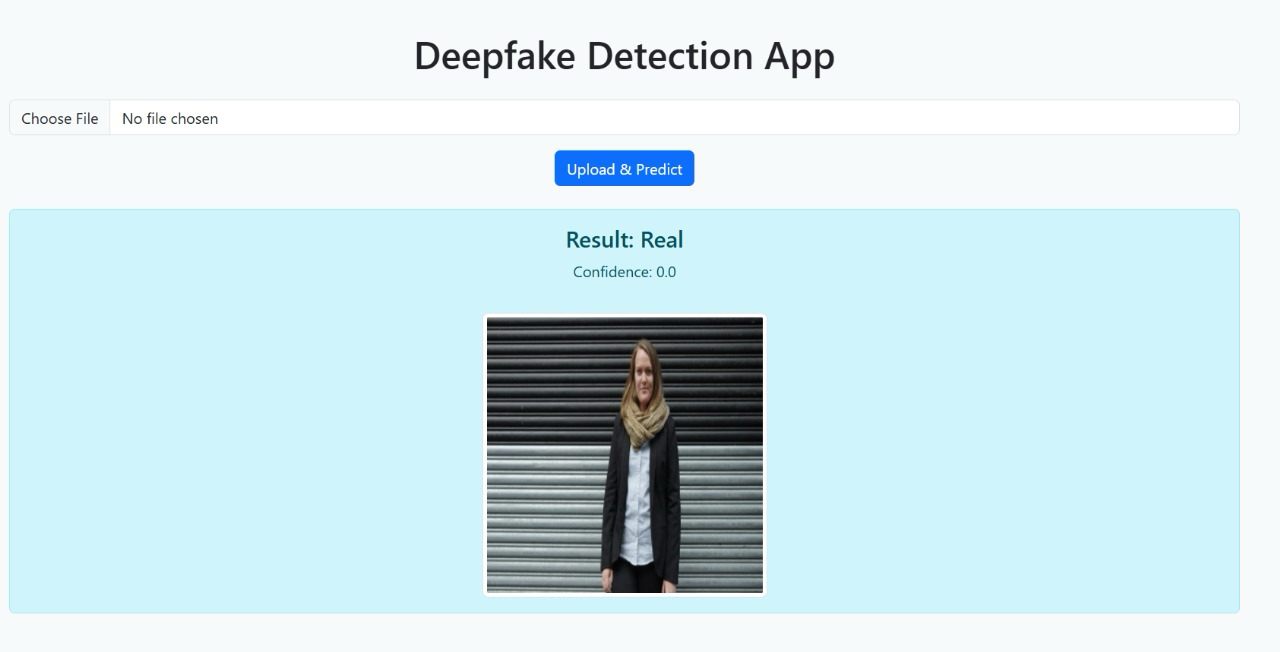 Deepfake Detection App
Choose File No file chosen
Upload & Predict
Result: Real
Confidence: 0.0